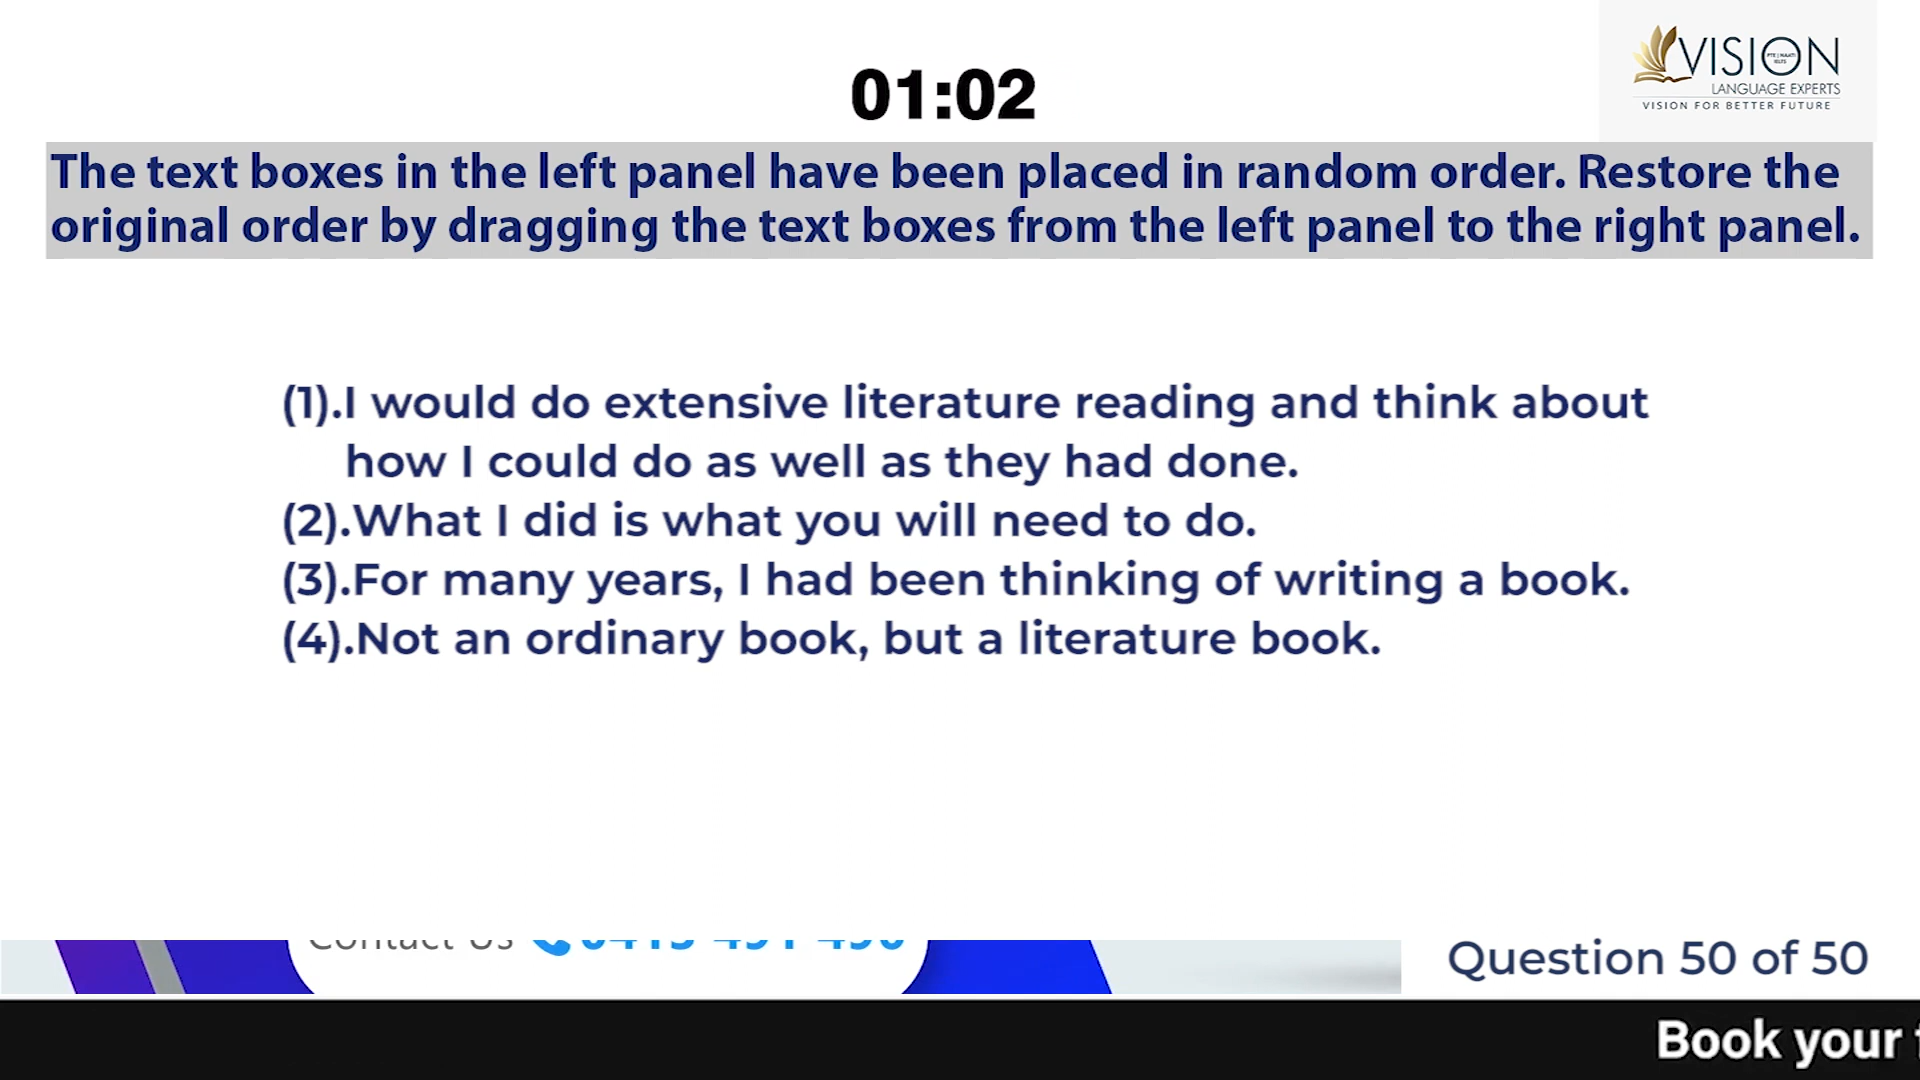 VISION
LANGUAGE EXPERTS
VISION FOR BETTER FUTURE
01:02
The text boxes in the left panel have been placed in random order. Restore the
original order by dragging the text boxes from the left panel to the right panel.
(1).I would do extensive literature reading and think about
how I could do as well as they had done.
(2).What I did is what you will need to do.
(3).For many years, I had been thinking of writing a book.
(4).Not an ordinary book, but a literature book.
Contact Us
Question 50 of 50
Book your